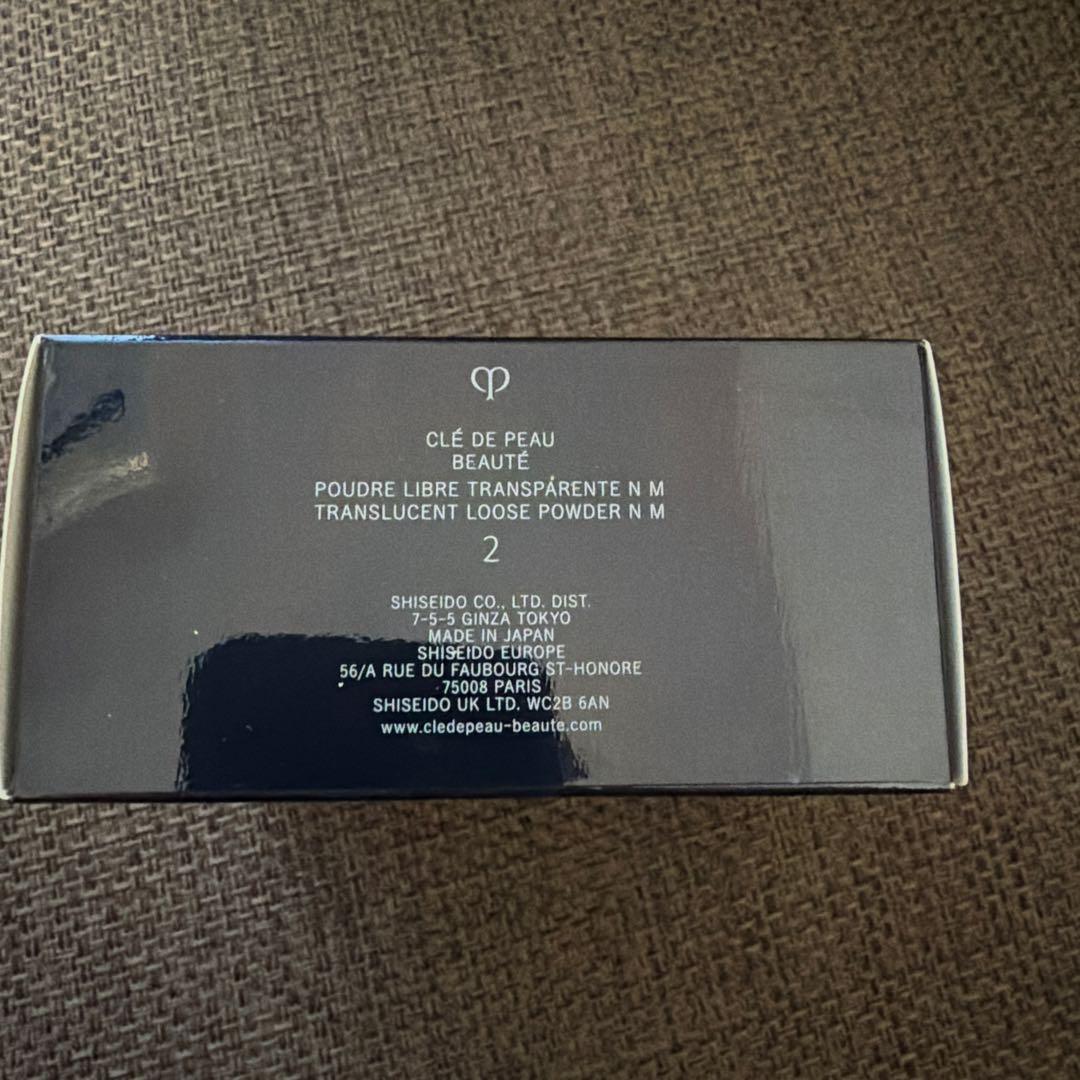 CLÉ DE PEAU
BEAUTÉ
POUDRE LIBRE TRANSPARENTE N M
TRANSLUCENT LOOSE POWDER N M
2
SHISEIDO CO., LTD. DIST.
7-5-5 GINZA TOKYO
MADE IN JAPAN
SHISEIDO EUROPE
56/A RUE DU FAUBOURG ST-HONORE
75008 PARIS
SHISEIDO UK LTD. WC2B 6AN
www.cledepeau-beaute.com